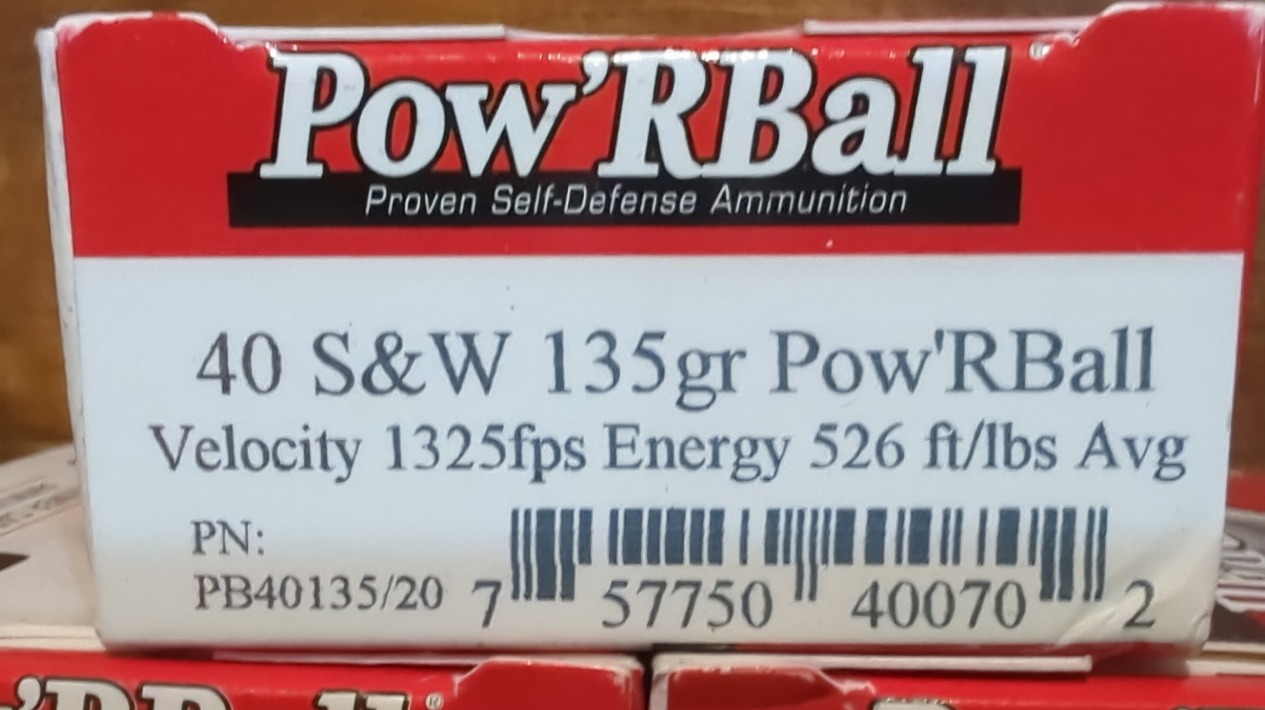 Pow'RBall®
Proven Self-Defense Ammunition
40 S&W 135gr Pow'RBall
Velocity 1325fps Energy 526 ft/lbs Avg
PN:
PB40135/20
7 57750 40070 2